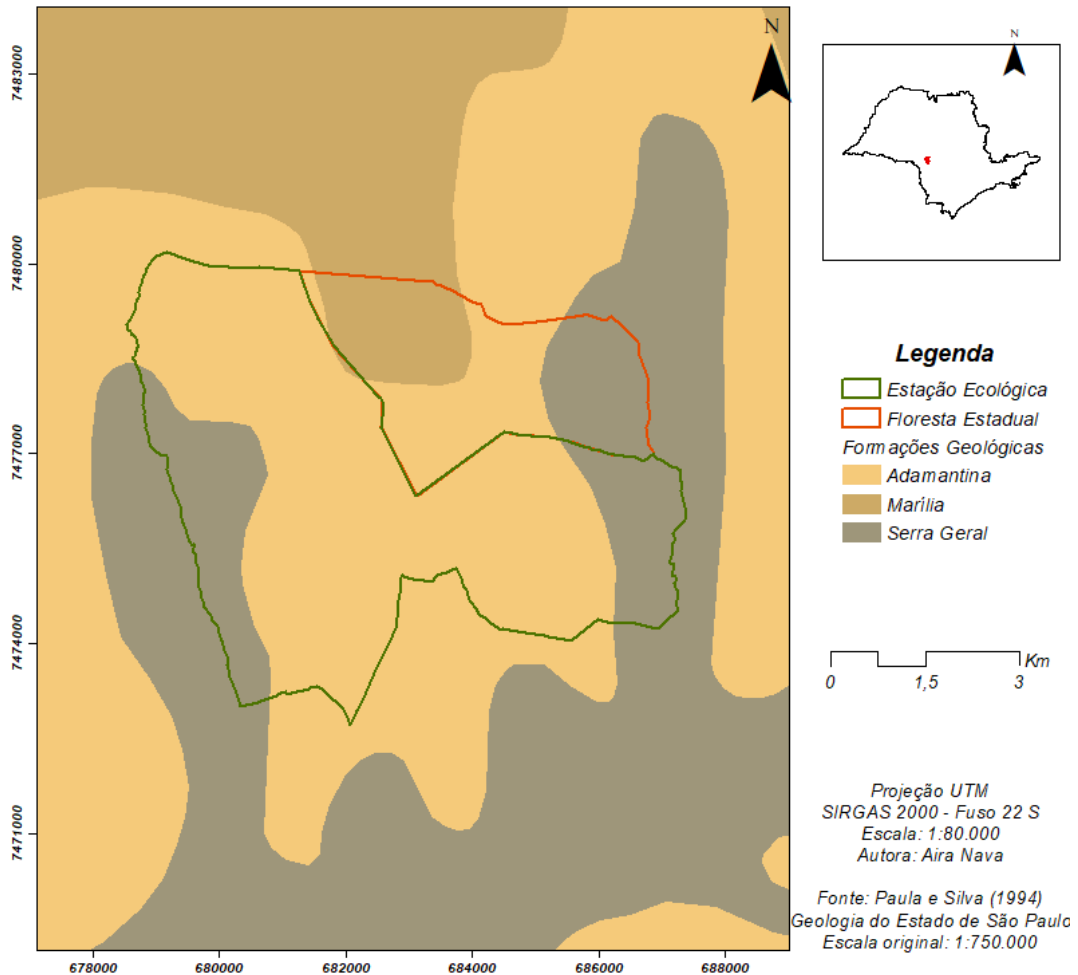 N
7483000
7480000
7477000
7474000
7471000
678000
680000
682000
684000
686000
688000
N
Legenda
Estação Ecológica
Floresta Estadual
Formações Geológicas
Adamantina
Marília
Serra Geral
Km
0 1,5 3
Projeção UTM
SIRGAS 2000 - Fuso 22 S
Escala: 1:80.000
Autora: Aira Nava
Fonte: Paula e Silva (1994)
Geologia do Estado de São Paulo
Escala original: 1:750.000